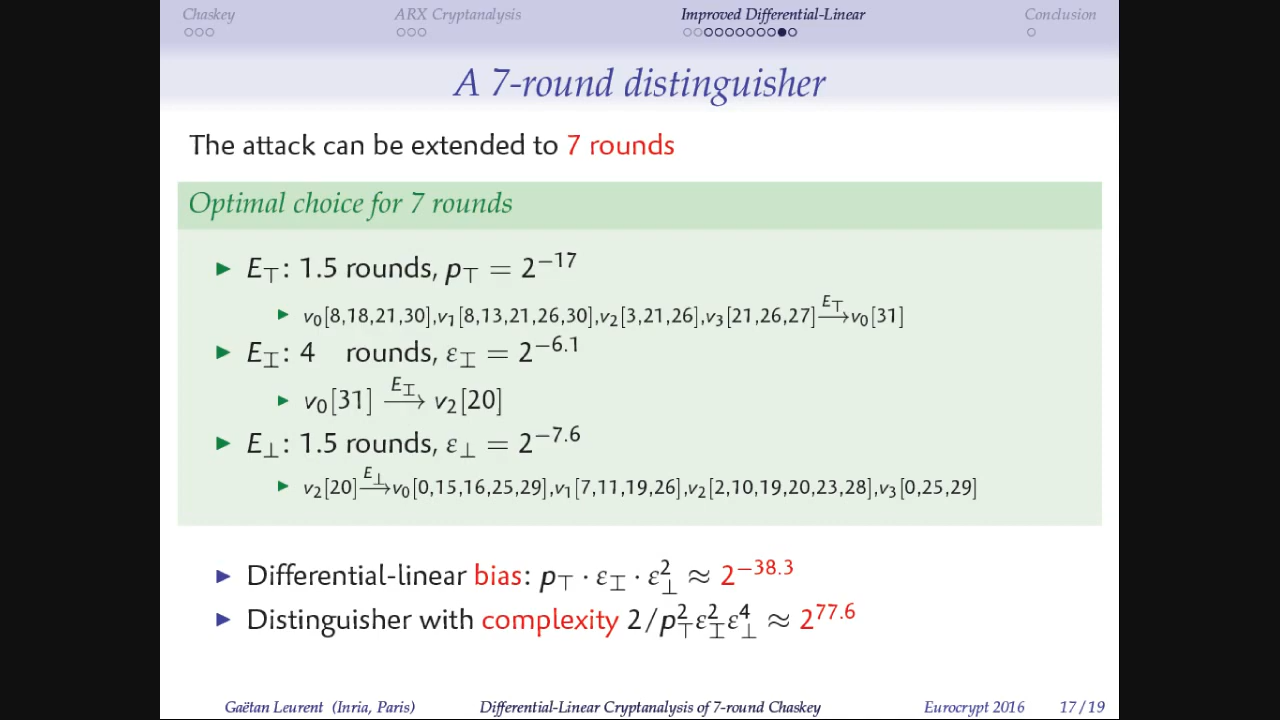 Chaskey ARX Cryptanalysis Improved Differential-Linear Conclusion
A 7-round distinguisher
The attack can be extended to 7 rounds
Optimal choice for 7 rounds
▶ E⊤: 1.5 rounds, p⊤ = 2^−17
▶ v₀[8,18,21,30],v₁[8,13,21,26,30],v₂[3,21,26],v₃[21,26,27] —E⊤→ v₀[31]
▶ E⌶: 4 rounds, ε⌶ = 2^−6.1
▶ v₀[31] —E⌶→ v₂[20]
▶ E⊥: 1.5 rounds, ε⊥ = 2^−7.6
▶ v₂[20] —E⊥→ v₀[0,15,16,25,29],v₁[7,11,19,26],v₂[2,10,19,20,23,28],v₃[0,25,29]
▶ Differential-linear bias: p⊤ · ε⌶ · ε⊥^2 ≈ 2^−38.3
▶ Distinguisher with complexity 2/p⊤^2 ε⌶^2 ε⊥^4 ≈ 2^77.6
Gaëtan Leurent (Inria, Paris) Differential-Linear Cryptanalysis of 7-round Chaskey Eurocrypt 2016 17 / 19